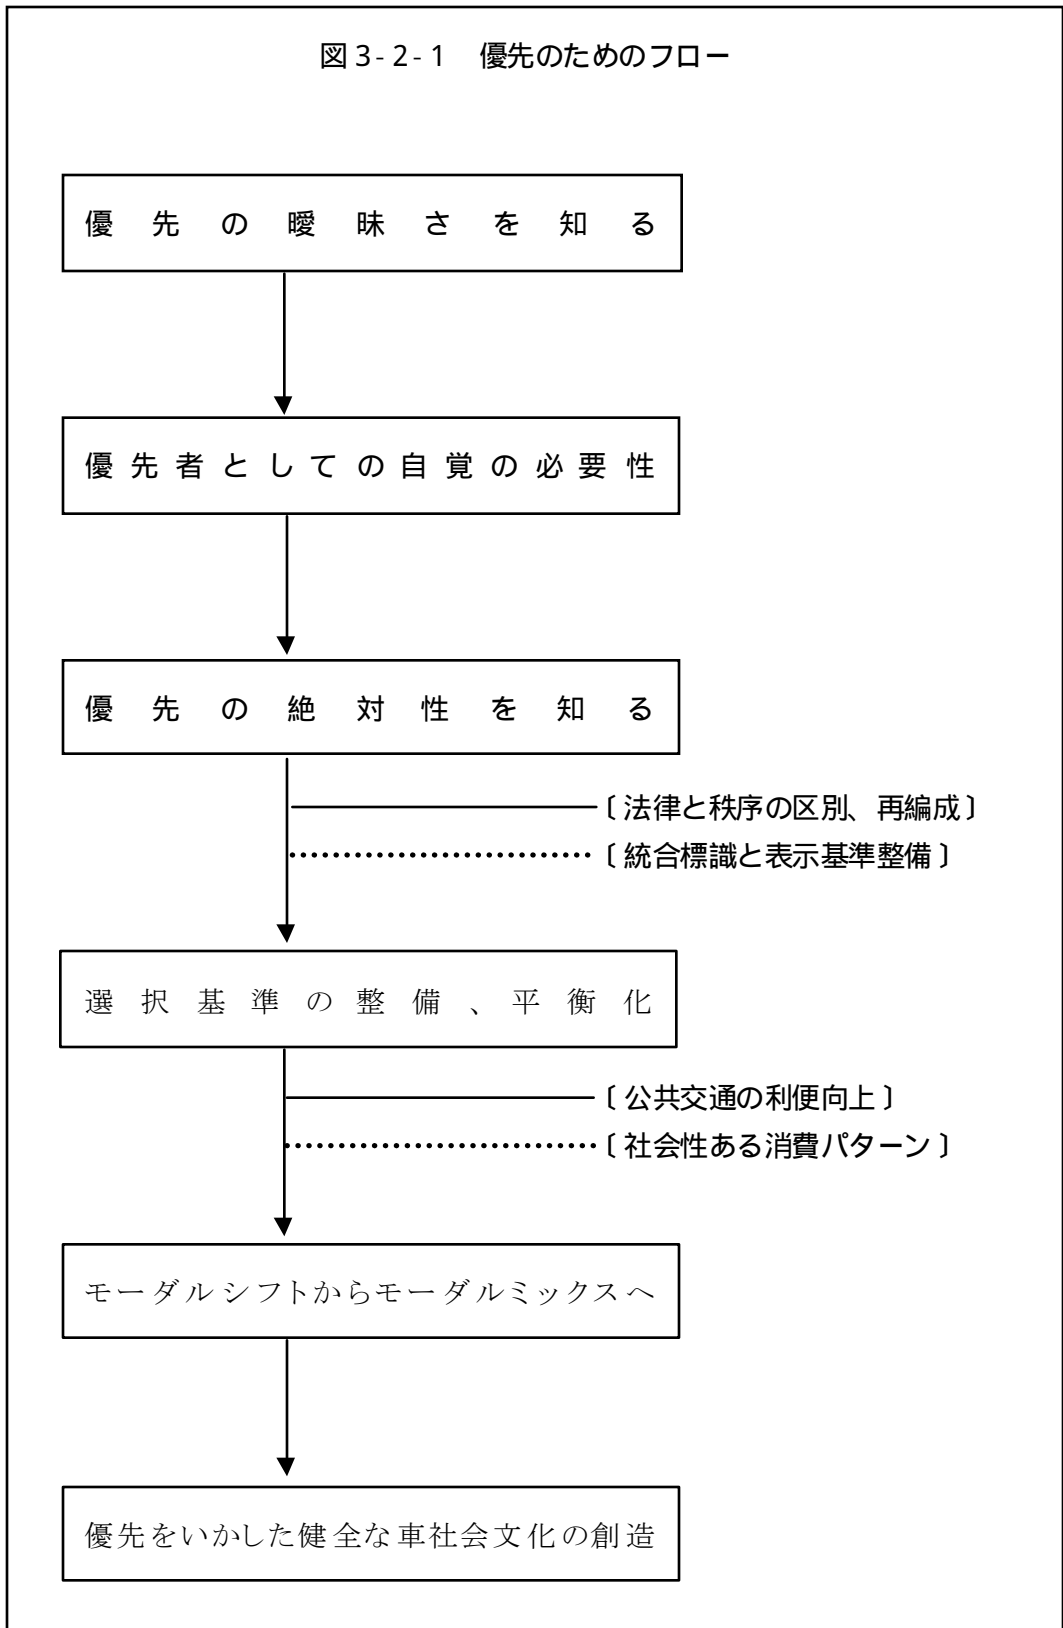 図3-2-1 優先のためのフロー
優先の曖昧さを知る
優先者としての自覚の必要性
優先の絶対性を知る
〔法律と秩序の区別、再編成〕
〔統合標識と表示基準整備〕
選択基準の整備、平衡化
〔公共交通の利便向上〕
〔社会性ある消費パターン〕
モーダルシフトからモーダルミックスへ
優先をいかした健全な車社会文化の創造